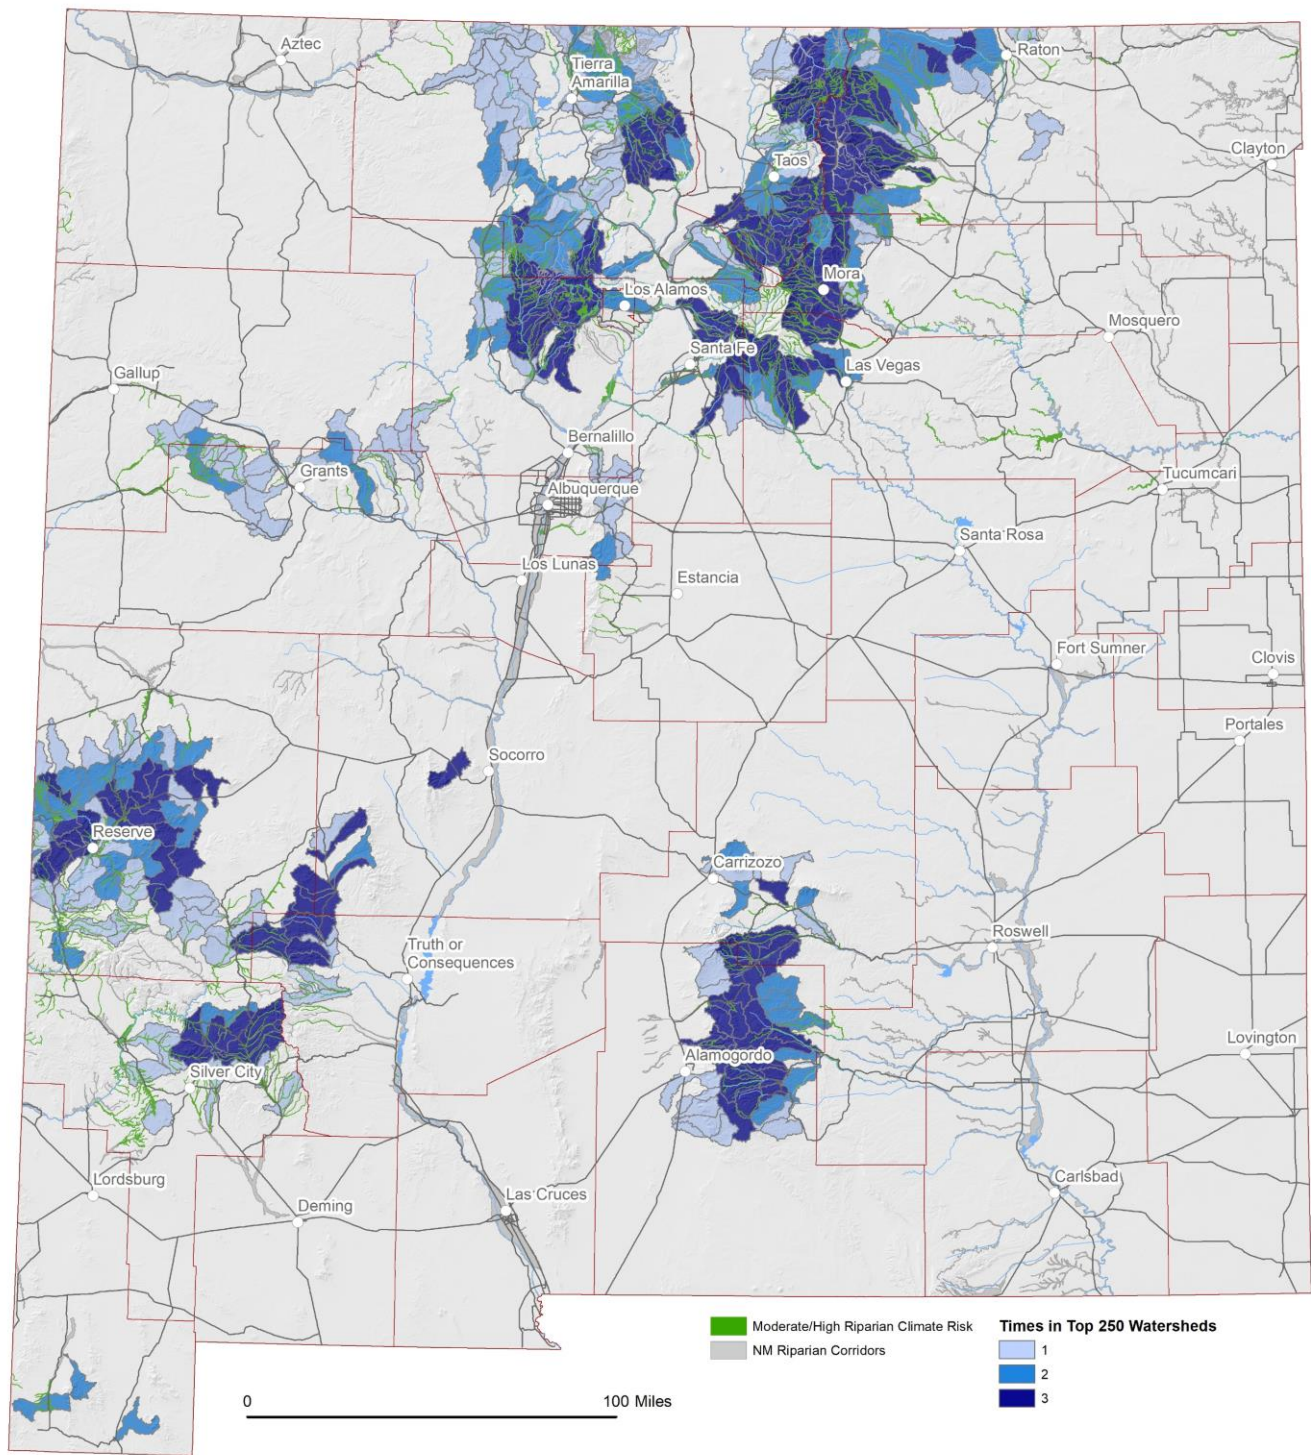 Aztec
Tierra
Amarilla
Raton
Clayton
Taos
Mora
Los Alamos
Mosquero
Santa Fe
Las Vegas
Gallup
Bernalillo
Grants
Tucumcari
Albuquerque
Santa Rosa
Los Lunas
Estancia
Fort Sumner
Clovis
Portales
Socorro
Reserve
Carrizozo
Roswell
Truth or
Consequences
Lovington
Alamogordo
Silver City
Lordsburg
Carlsbad
Las Cruces
Deming
Moderate/High Riparian Climate Risk
NM Riparian Corridors
Times in Top 250 Watersheds
1
2
3
0
100 Miles